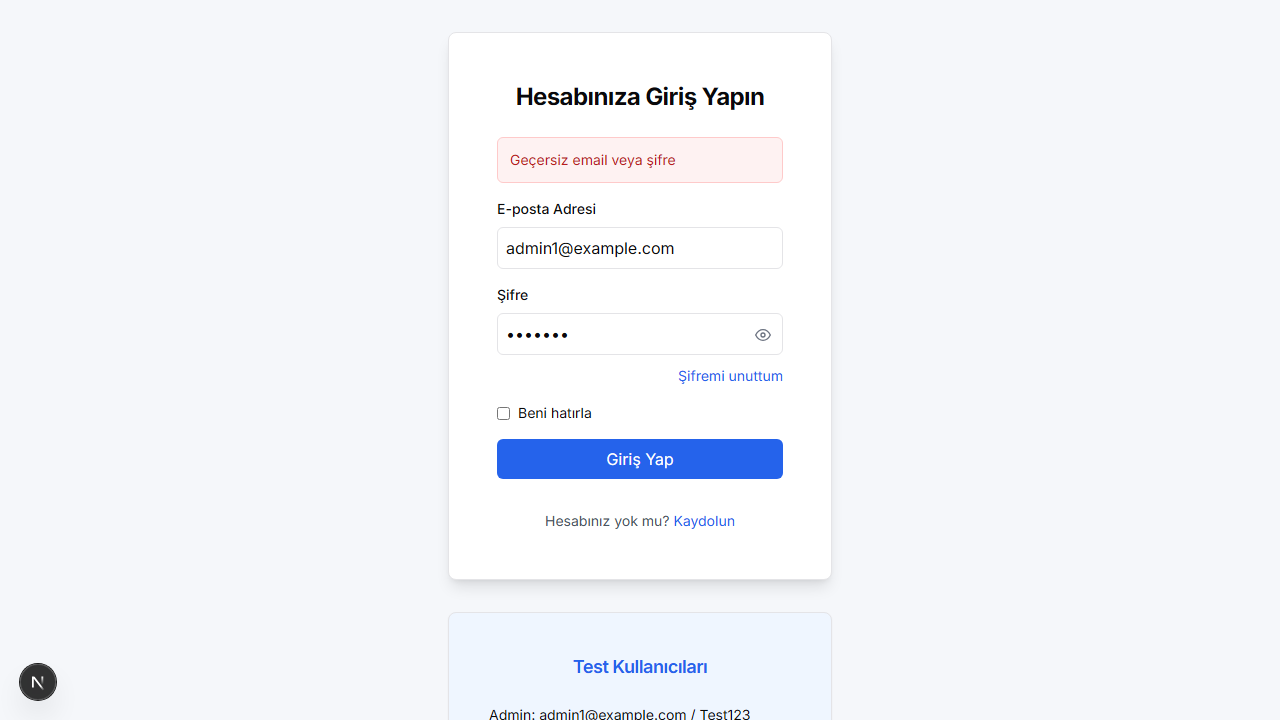 Hesabınıza Giriş Yapın
Geçersiz email veya şifre
E-posta Adresi
admin1@example.com
Şifre
•••••••
Şifremi unuttum
Beni hatırla
Giriş Yap
Hesabınız yok mu? Kaydolun
Test Kullanıcıları
Admin: admin1@example.com / Test123
N